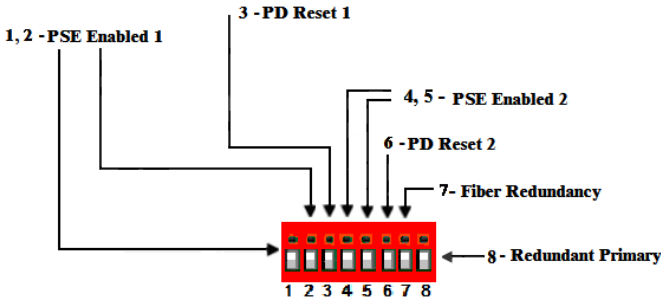 3 - PD Reset 1
1, 2 - PSE Enabled 1
4, 5 - PSE Enabled 2
6 - PD Reset 2
7- Fiber Redundancy
8 - Redundant Primary
1 2 3 4 5 6 7 8